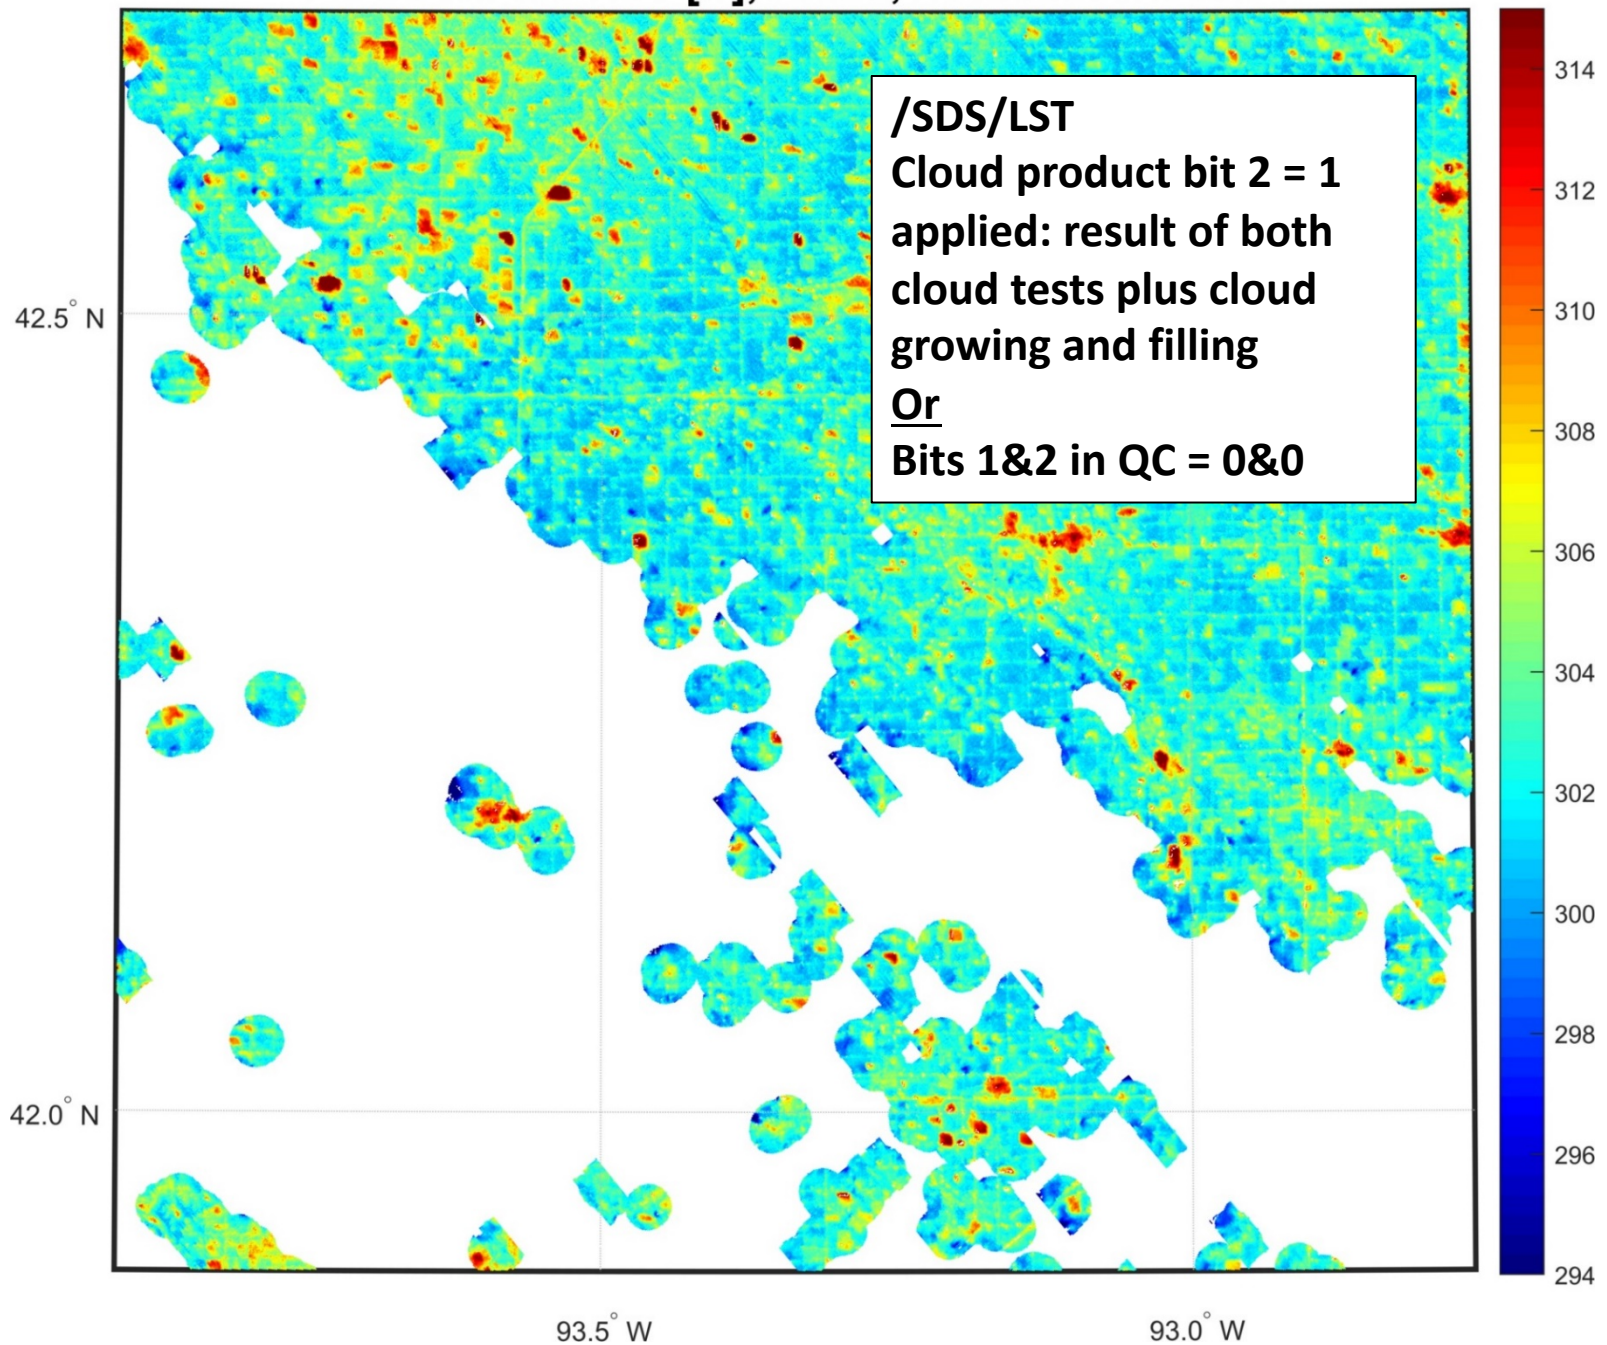 /SDS/LST
Cloud product bit 2 = 1
applied: result of both
cloud tests plus cloud
growing and filling
Or
Bits 1&2 in QC = 0&0
42.5° N
42.0° N
93.5° W
93.0° W
314
312
310
308
306
304
302
300
298
296
294